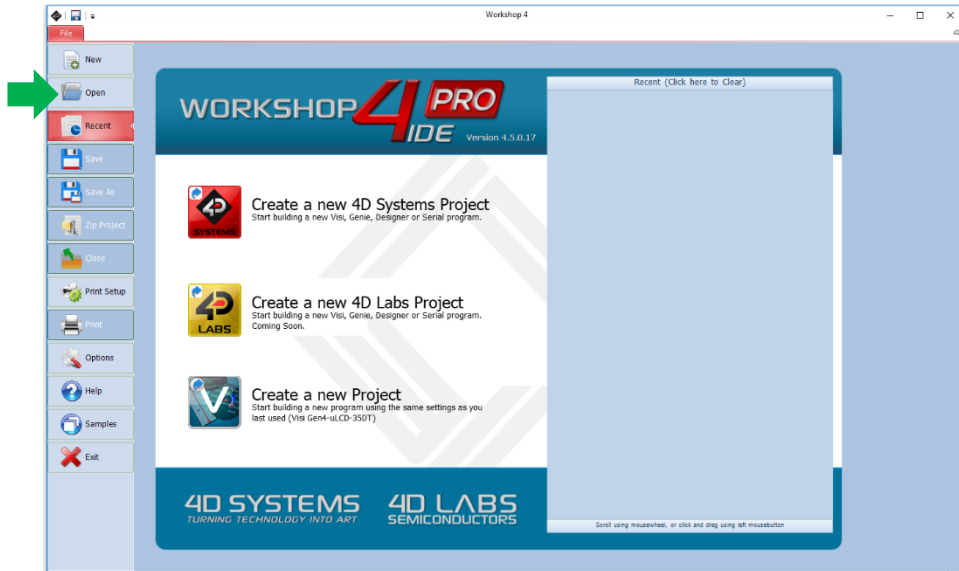 Workshop 4
File
New
Open
Recent
Save
Save As
Zip Project
Close
Print Setup
Print
Options
Help
Samples
Exit
WORKSHOP 4 PRO
IDE Version 4.5.0.17
Create a new 4D Systems Project
Start building a new Visi, Genie, Designer or Serial program.
4D SYSTEMS
Create a new 4D Labs Project
Start building a new Visi, Genie, Designer or Serial program.
Coming Soon.
4D LABS
Create a new Project
Start building a new program using the same settings as you
last used (Visi Gen4-uLCD-35DT)
V
4D SYSTEMS
TURNING TECHNOLOGY INTO ART
4D LABS
SEMICONDUCTORS
Recent (Click here to Clear)
Scroll using mousewheel, or click and drag using left mousebutton